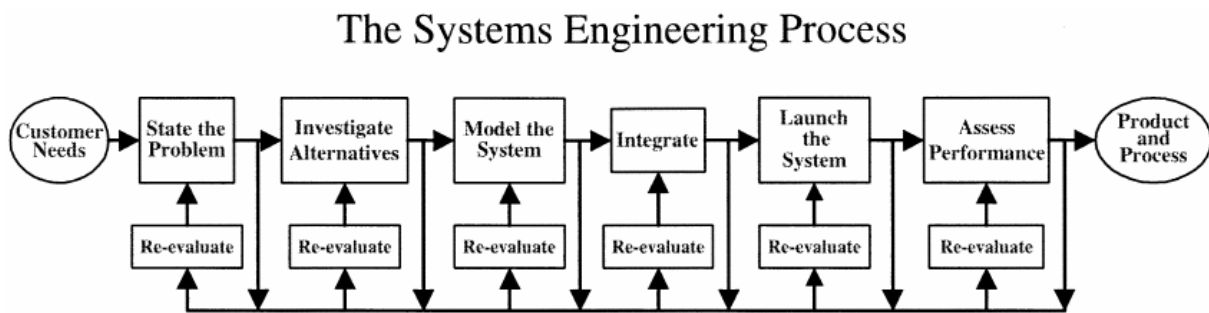 The Systems Engineering Process
Customer
Needs
State the
Problem
Investigate
Alternatives
Model the
System
Integrate
Launch
the
System
Assess
Performance
Product
and
Process
Re-evaluate
Re-evaluate
Re-evaluate
Re-evaluate
Re-evaluate
Re-evaluate